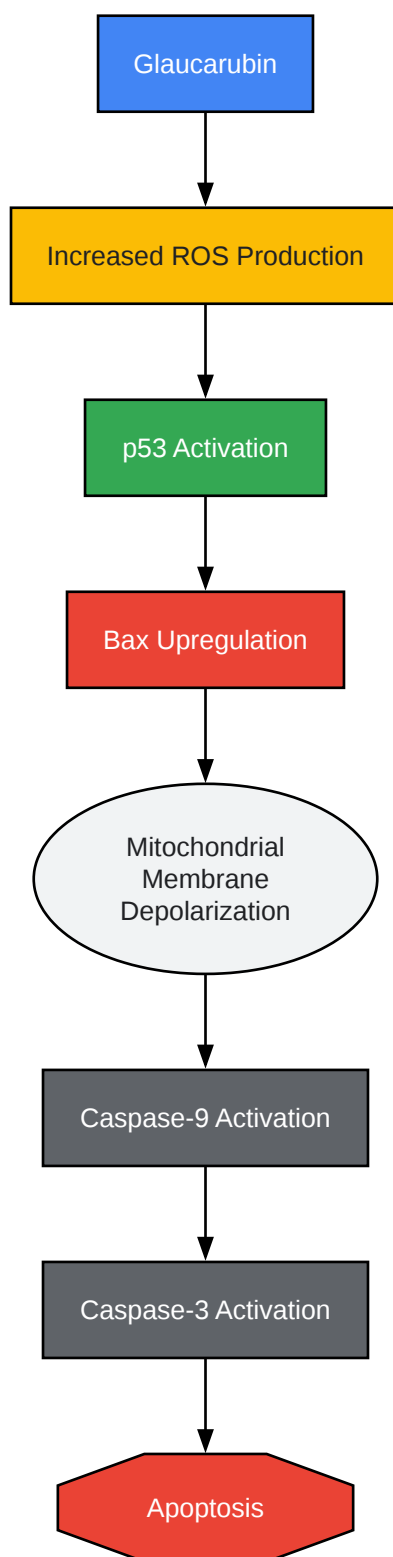 Glaucarubin
Increased ROS Production
p53 Activation
Bax Upregulation
Mitochondrial
Membrane
Depolarization
Caspase-9 Activation
Caspase-3 Activation
Apoptosis